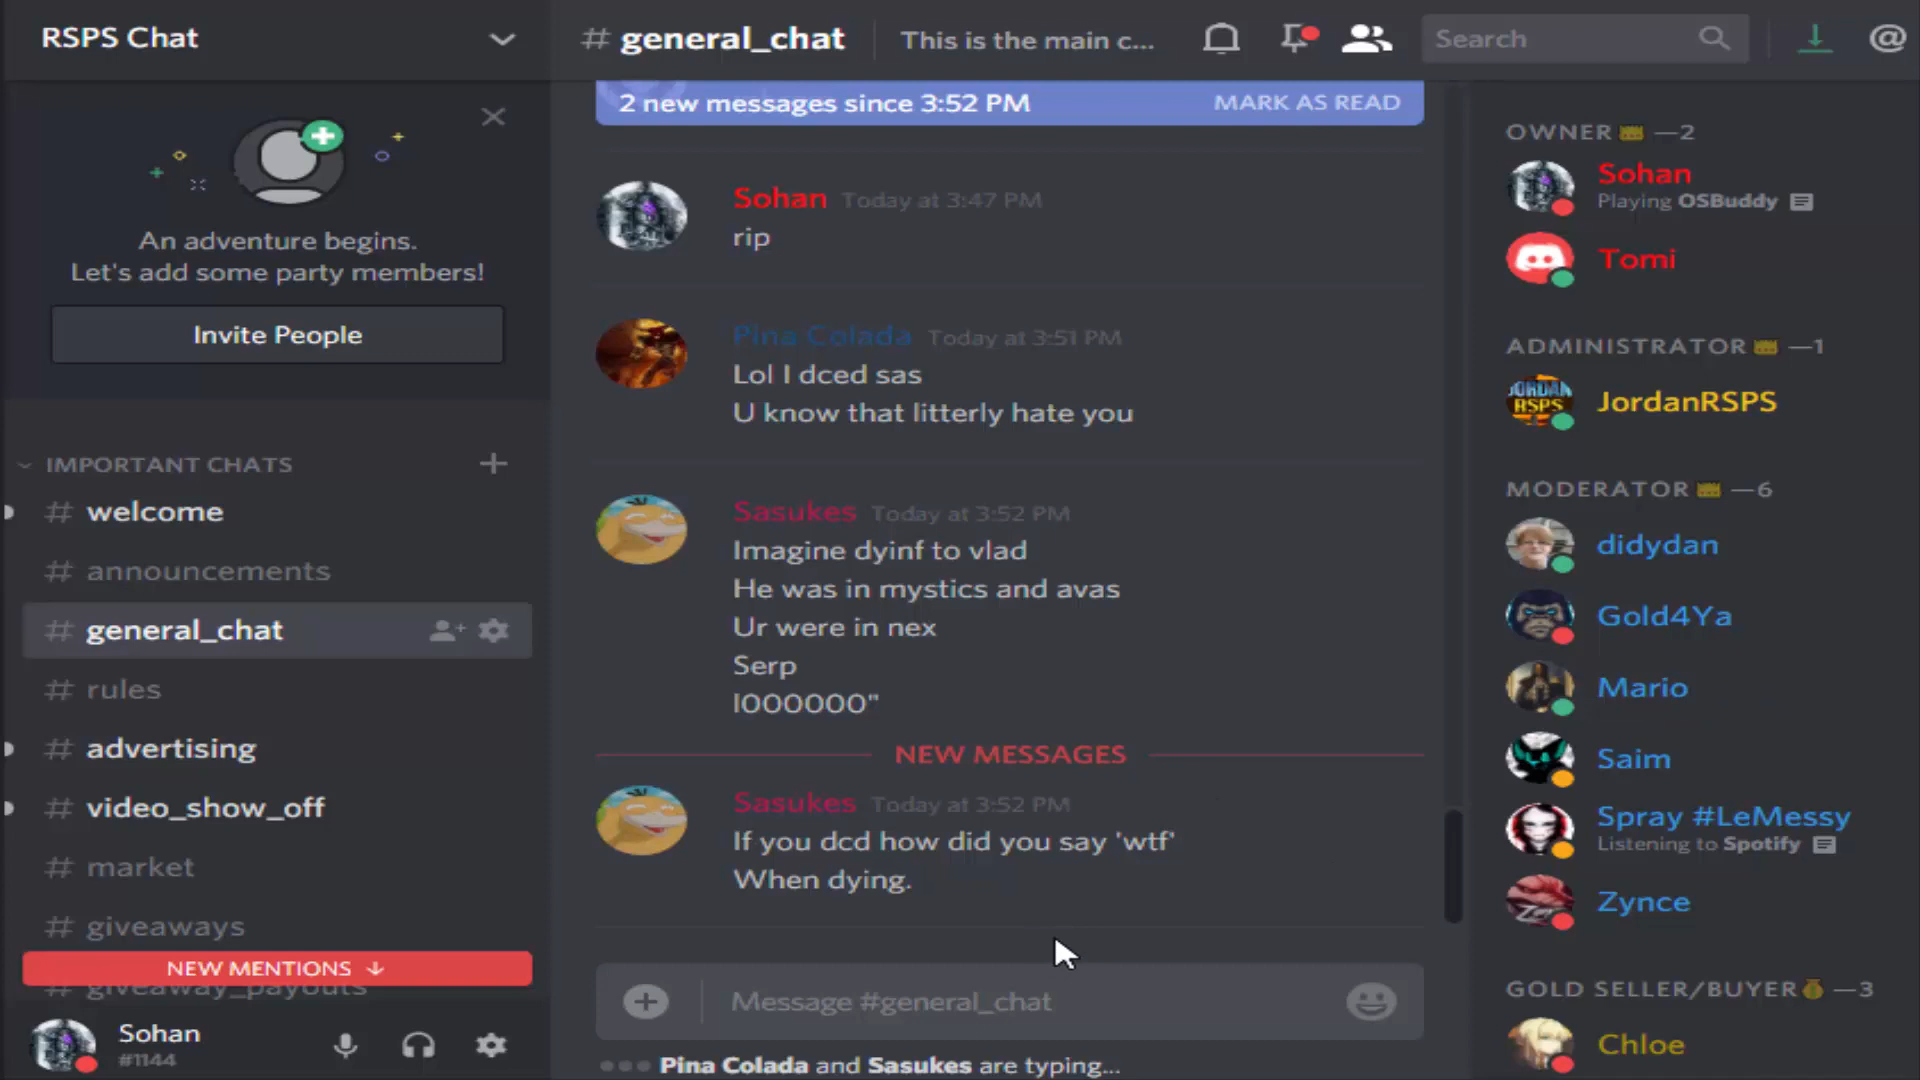 RSPS Chat
An adventure begins.
Let's add some party members!
Invite People
IMPORTANT CHATS
# welcome
# announcements
# general_chat
# rules
# advertising
# video_show_off
# market
# giveaways
NEW MENTIONS
giveaway_payouts
Sohan
#1144
# general_chat
This is the main c...
Search
2 new messages since 3:52 PM
MARK AS READ
Sohan Today at 3:47 PM
rip
Pina Colada Today at 3:51 PM
Lol I dced sas
U know that litterly hate you
Sasukes Today at 3:52 PM
Imagine dyinf to vlad
He was in mystics and avas
Ur were in nex
Serp
l000000"
NEW MESSAGES
Sasukes Today at 3:52 PM
If you dcd how did you say 'wtf'
When dying.
Message #general_chat
Pina Colada and Sasukes are typing...
OWNER —2
Sohan
Playing OSBuddy
Tomi
ADMINISTRATOR —1
JORDAN
RSPS
JordanRSPS
MODERATOR —6
didydan
Gold4Ya
Mario
Saim
Spray #LeMessy
Listening to Spotify
Zynce
GOLD SELLER/BUYER —3
Chloe